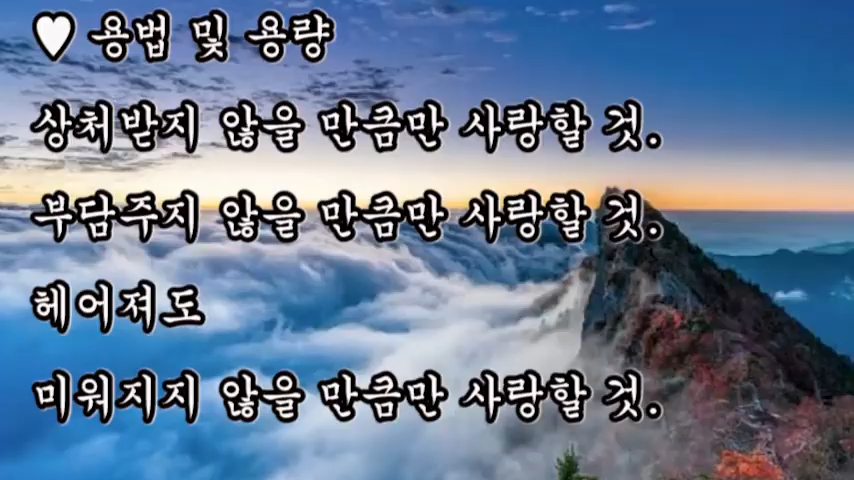 ♥ 용법 및 용량
상처받지 않을 만큼만 사랑할 것.
부담주지 않을 만큼만 사랑할 것.
헤어져도
미워지지 않을 만큼만 사랑할 것.